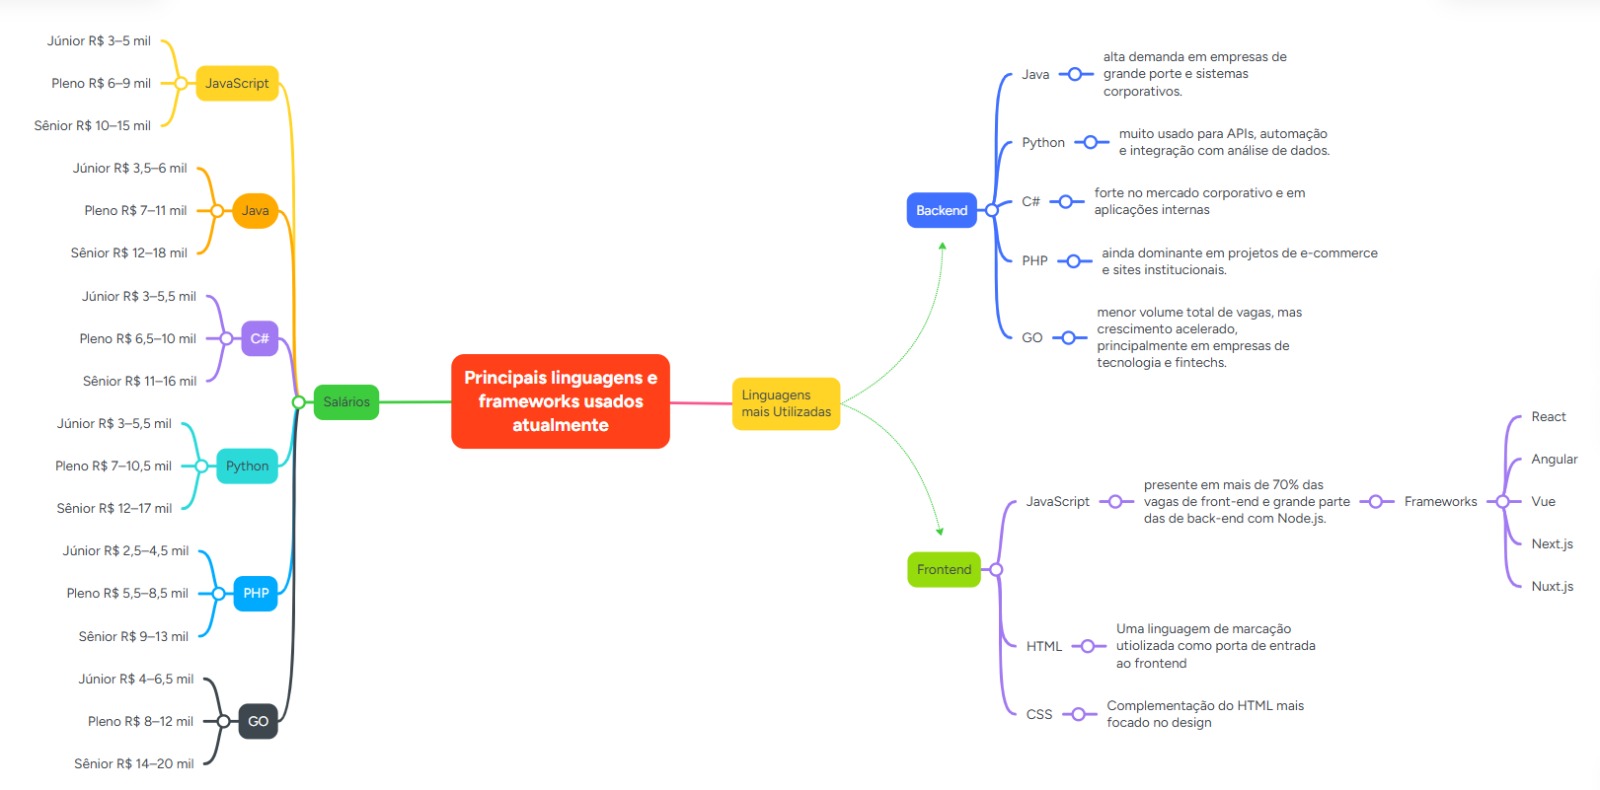 Júnior R$ 3–5 mil
Pleno R$ 6–9 mil
Sênior R$ 10–15 mil
JavaScript
Júnior R$ 3,5–6 mil
Pleno R$ 7–11 mil
Sênior R$ 12–18 mil
Java
Júnior R$ 3–5,5 mil
Pleno R$ 6,5–10 mil
Sênior R$ 11–16 mil
C#
Júnior R$ 3–5,5 mil
Pleno R$ 7–10,5 mil
Sênior R$ 12–17 mil
Python
Júnior R$ 2,5–4,5 mil
Pleno R$ 5,5–8,5 mil
Sênior R$ 9–13 mil
PHP
Júnior R$ 4–6,5 mil
Pleno R$ 8–12 mil
Sênior R$ 14–20 mil
GO
Salários
Principais linguagens e
frameworks usados
atualmente
Linguagens
mais Utilizadas
Backend
Java
alta demanda em empresas de
grande porte e sistemas
corporativos.
Python
muito usado para APIs, automação
e integração com análise de dados.
C#
forte no mercado corporativo e em
aplicações internas
PHP
ainda dominante em projetos de e-commerce
e sites institucionais.
GO
menor volume total de vagas, mas
crescimento acelerado,
principalmente em empresas de
tecnologia e fintechs.
Frontend
JavaScript
presente em mais de 70% das
vagas de front-end e grande parte
das de back-end com Node.js.
Frameworks
React
Angular
Vue
Next.js
Nuxt.js
HTML
Uma linguagem de marcação
utiolizada como porta de entrada
ao frontend
CSS
Complementação do HTML mais
focado no design